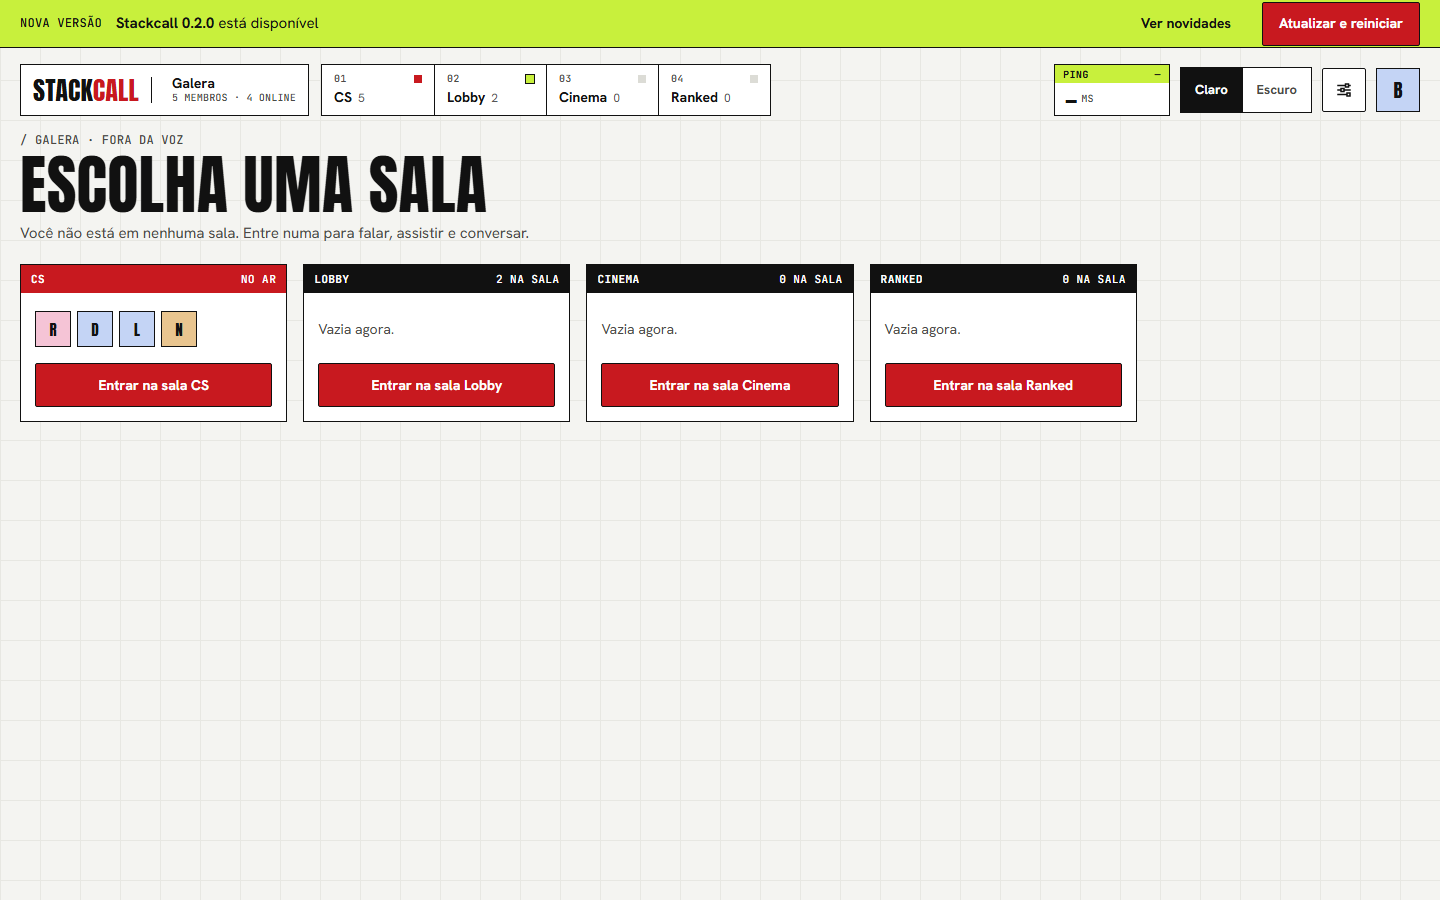 NOVA VERSÃO Stackcall 0.2.0 está disponível Ver novidades Atualizar e reiniciar
STACKCALL Galera
5 MEMBROS · 4 ONLINE
01
CS 5
02
Lobby 2
03
Cinema 0
04
Ranked 0
PING —
— MS
Claro Escuro
B
/ GALERA · FORA DA VOZ
ESCOLHA UMA SALA
Você não está em nenhuma sala. Entre numa para falar, assistir e conversar.
CS NO AR
R D L N
Entrar na sala CS
LOBBY 2 NA SALA
Vazia agora.
Entrar na sala Lobby
CINEMA 0 NA SALA
Vazia agora.
Entrar na sala Cinema
RANKED 0 NA SALA
Vazia agora.
Entrar na sala Ranked